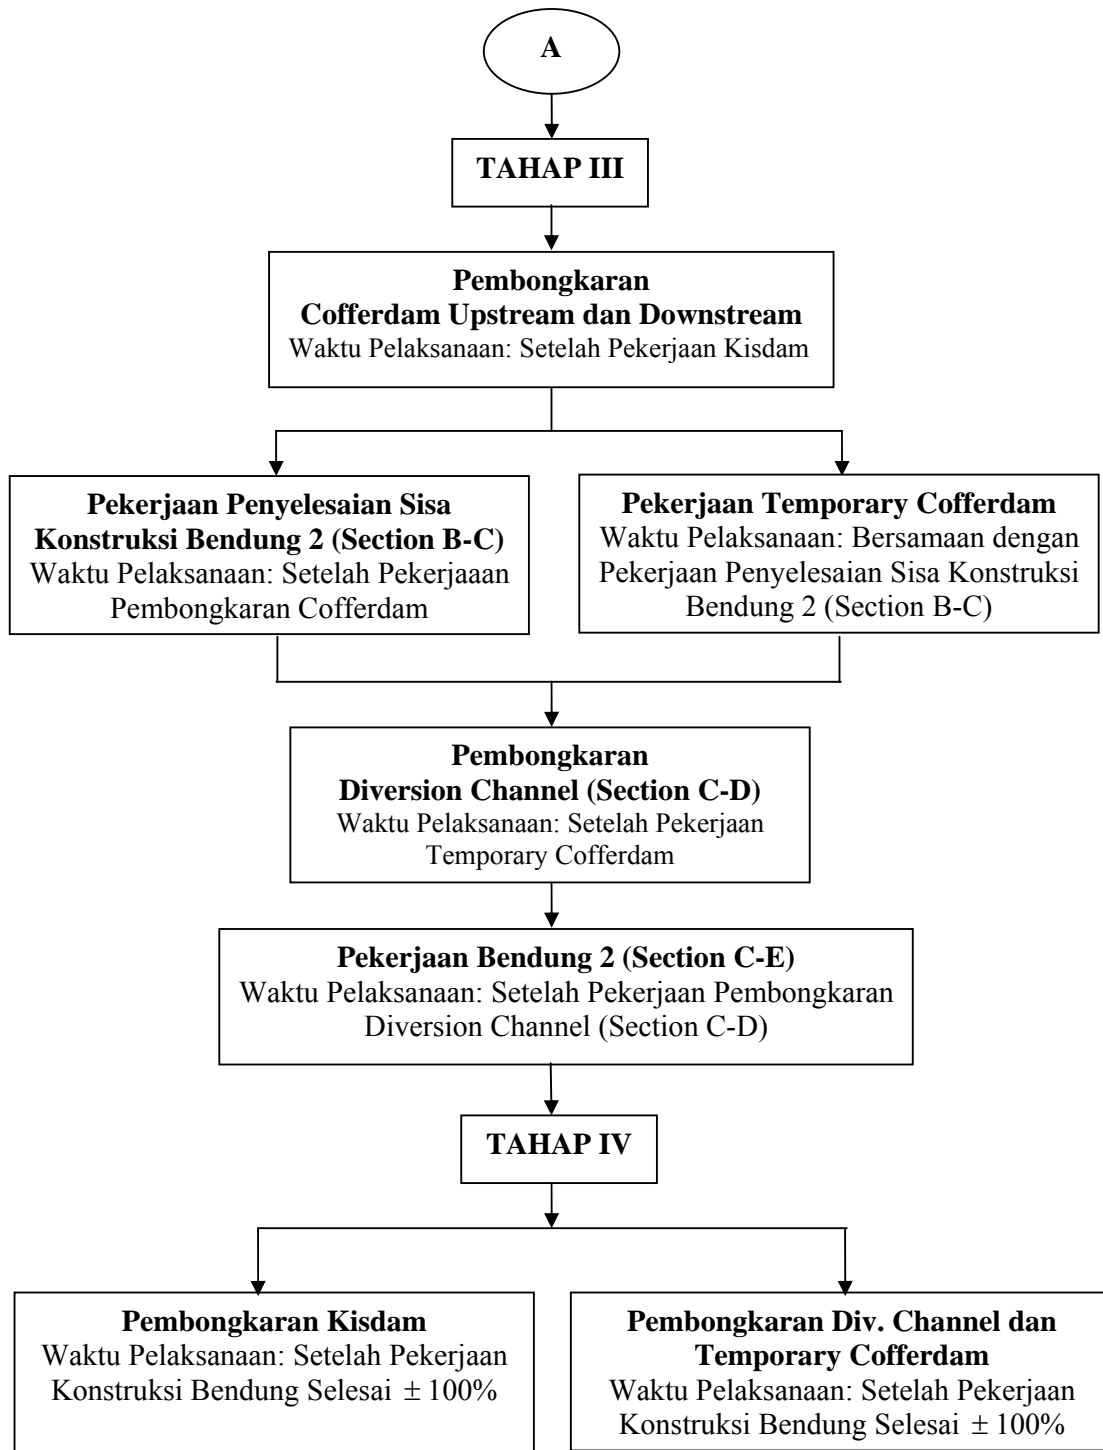 A
TAHAP III
Pembongkaran
Cofferdam Upstream dan Downstream
Waktu Pelaksanaan: Setelah Pekerjaan Kisdam
Pekerjaan Penyelesaian Sisa
Konstruksi Bendung 2 (Section B-C)
Waktu Pelaksanaan: Setelah Pekerjaaan
Pembongkaran Cofferdam
Pekerjaan Temporary Cofferdam
Waktu Pelaksanaan: Bersamaan dengan
Pekerjaan Penyelesaian Sisa Konstruksi
Bendung 2 (Section B-C)
Pembongkaran
Diversion Channel (Section C-D)
Waktu Pelaksanaan: Setelah Pekerjaan
Temporary Cofferdam
Pekerjaan Bendung 2 (Section C-E)
Waktu Pelaksanaan: Setelah Pekerjaan Pembongkaran
Diversion Channel (Section C-D)
TAHAP IV
Pembongkaran Kisdam
Waktu Pelaksanaan: Setelah Pekerjaan
Konstruksi Bendung Selesai ± 100%
Pembongkaran Div. Channel dan
Temporary Cofferdam
Waktu Pelaksanaan: Setelah Pekerjaan
Konstruksi Bendung Selesai ± 100%